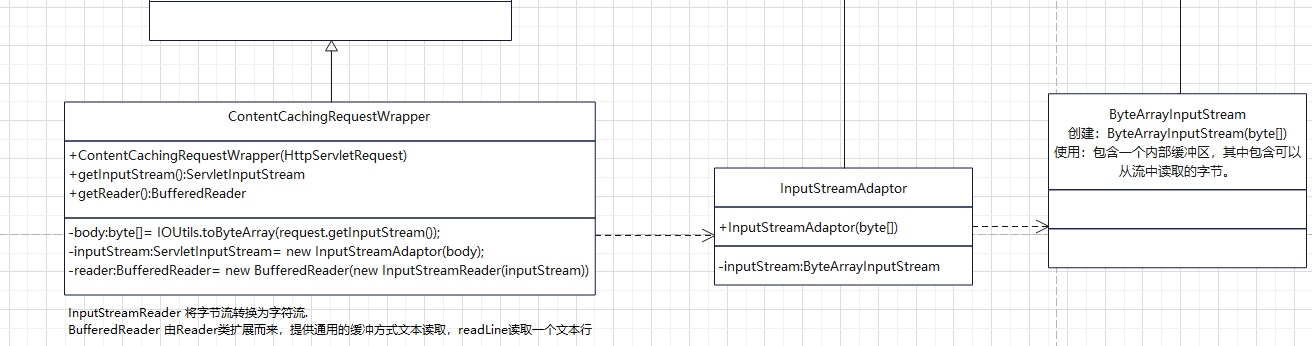 ContentCachingRequestWrapper
+ContentCachingRequestWrapper(HttpServletRequest)
+getInputStream():ServletInputStream
+getReader():BufferedReader
-body:byte[]= IOUtils.toByteArray(request.getInputStream());
-inputStream:ServletInputStream= new InputStreamAdaptor(body);
-reader:BufferedReader= new BufferedReader(new InputStreamReader(inputStream))
InputStreamReader 将字节流转换为字符流.
BufferedReader 由Reader类扩展而来，提供通用的缓冲方式文本读取，readLine读取一个文本行
InputStreamAdaptor
+InputStreamAdaptor(byte[])
-inputStream:ByteArrayInputStream
ByteArrayInputStream
创建：ByteArrayInputStream(byte[])
使用：包含一个内部缓冲区，其中包含可以
从流中读取的字节。